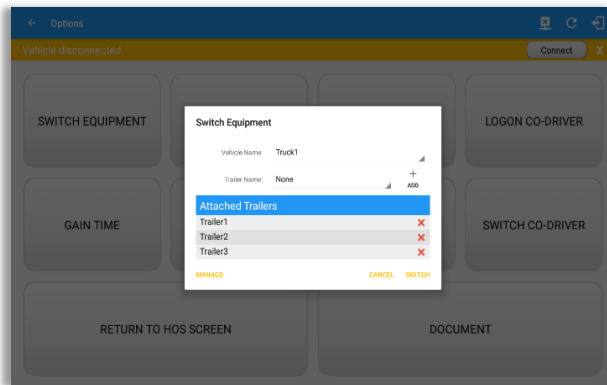 Options
Vehicle disconnected
Connect
X
SWITCH EQUIPMENT
LOGON CO-DRIVER
Switch Equipment
Vehicle Name: Truck1
Trailer Name: None
+
ADD
Attached Trailers
Trailer1
Trailer2
Trailer3
MANAGE CANCEL SWITCH
GAIN TIME
SWITCH CO-DRIVER
RETURN TO HOS SCREEN
DOCUMENT